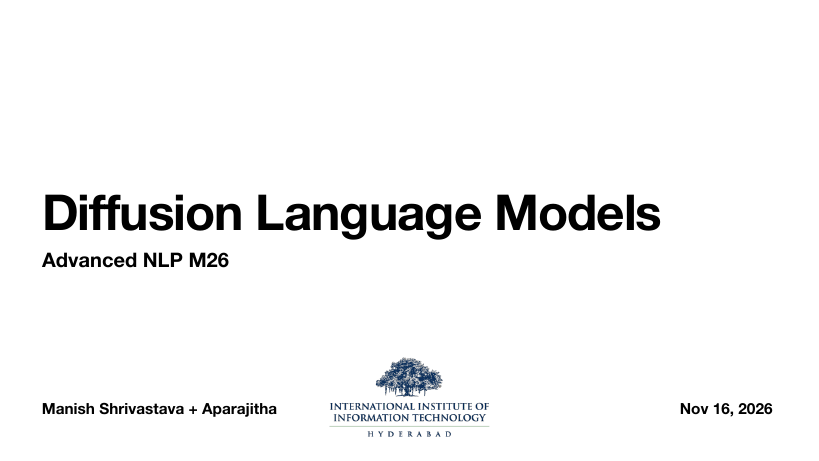 Diffusion Language Models
Advanced NLP M26
Manish Shrivastava + Aparajitha
INTERNATIONAL INSTITUTE OF
INFORMATION TECHNOLOGY
HYDERABAD
Nov 16, 2026